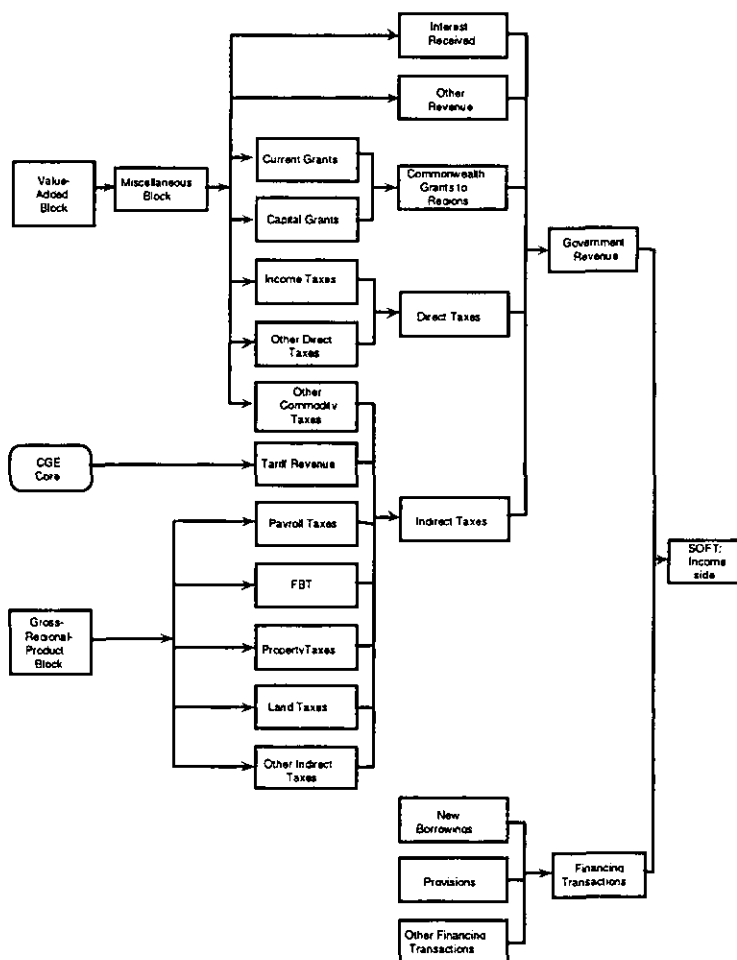 Interest
Received
Other
Revenue
Value-
Added
Block
Miscellaneous
Block
Current Grants
Capital Grants
Commonwealth
Grants to
Regions
Government
Revenue
Income Taxes
Other Direct
Taxes
Direct Taxes
Other
Commodity
Taxes
CGE
Core
Tariff Revenue
Payroll Taxes
Indirect Taxes
SOFT:
Income
side
FBT
Gross-
Regional-
Product
Block
PropertyTaxes
Land Taxes
Other Indirect
Taxes
New
Borrowings
Provisions
Financing
Transactions
Other Financing
Transactions